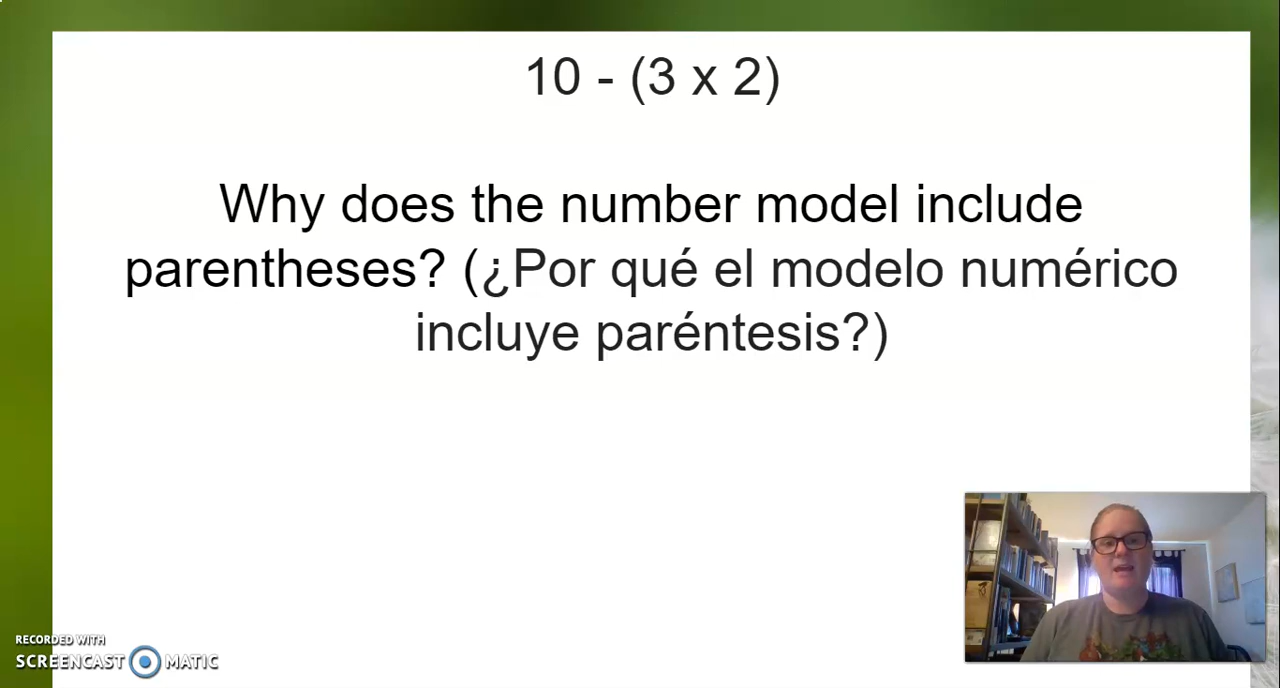 10 - (3 x 2)
Why does the number model include
parentheses? (¿Por qué el modelo numérico
incluye paréntesis?)
RECORDED WITH
SCREENCAST MATIC